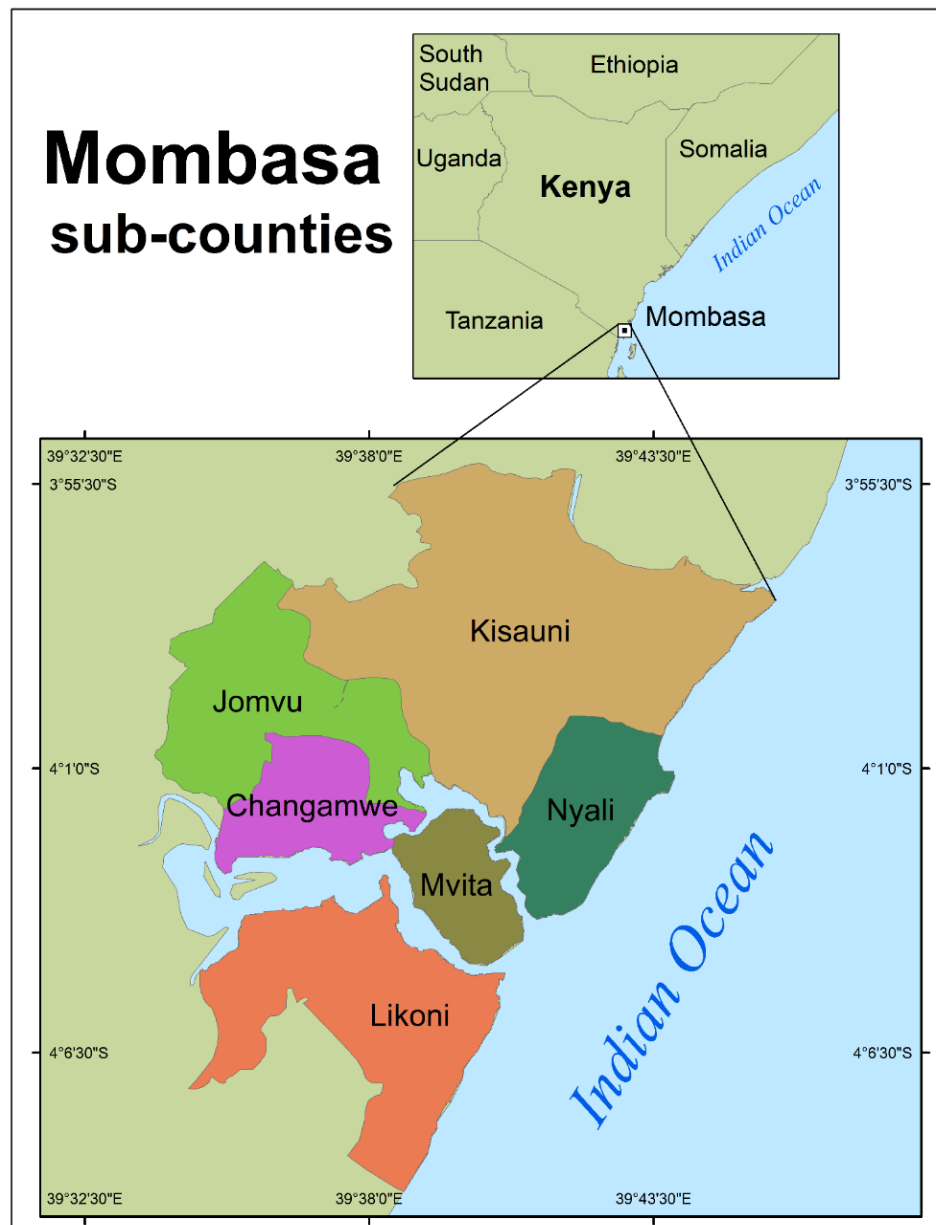 Mombasa
sub-counties
South
Sudan
Ethiopia
Uganda
Somalia
Kenya
Indian Ocean
Tanzania
Mombasa
39°32'30"E
39°38'0"E
39°43'30"E
3°55'30"S
3°55'30"S
Kisauni
Jomvu
4°1'0"S
4°1'0"S
Changamwe
Nyali
Mvita
Indian Ocean
Likoni
4°6'30"S
4°6'30"S
39°32'30"E
39°38'0"E
39°43'30"E